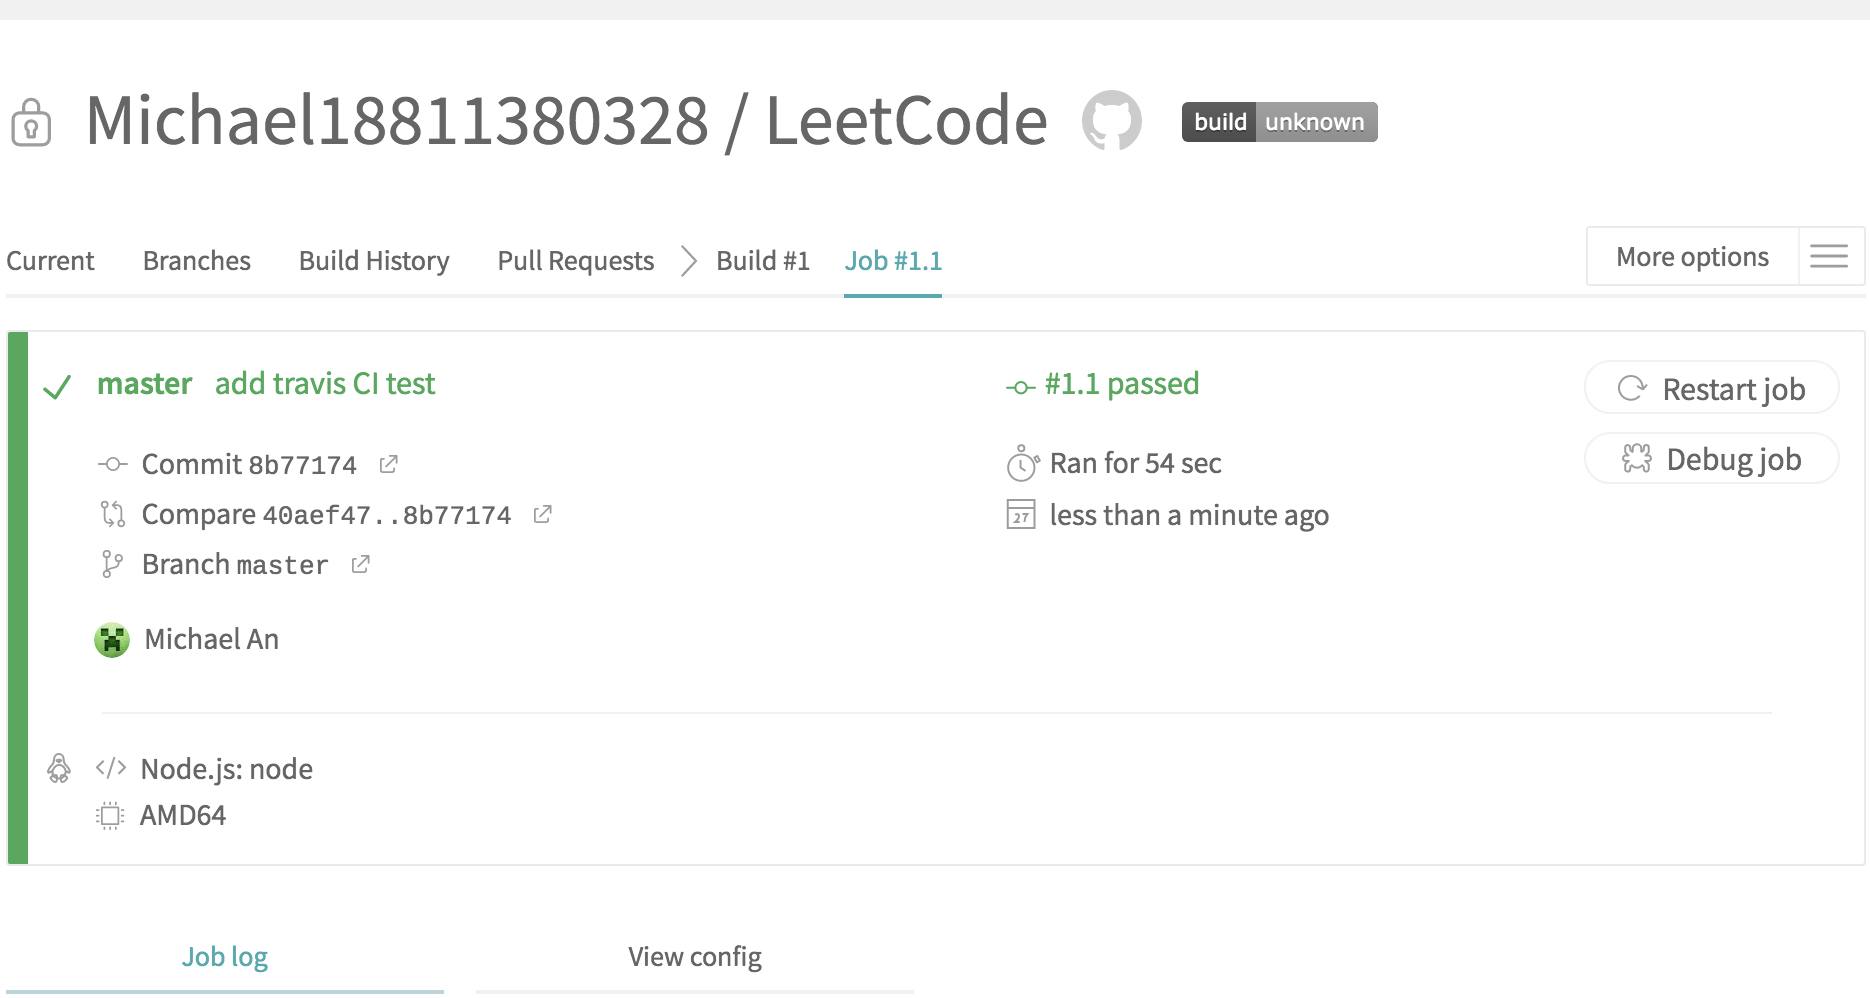 Michael18811380328 / LeetCode
build unknown
Current Branches Build History Pull Requests Build #1 Job #1.1
More options
master add travis CI test
#1.1 passed
Restart job
Commit 8b77174
Ran for 54 sec
Debug job
Compare 40aef47..8b77174
27 less than a minute ago
Branch master
Michael An
</> Node.js: node
AMD64
Job log
View config